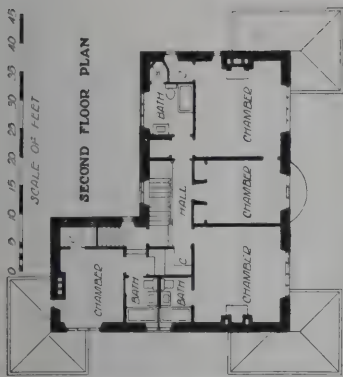 0 5 10 15 20 25 30 35 40 45
SCALE OF FEET
SECOND FLOOR PLAN
BATH
CHAMBER
CHAMBER
HALL
C
CHAMBER
BATH
BATH
CHAMBER